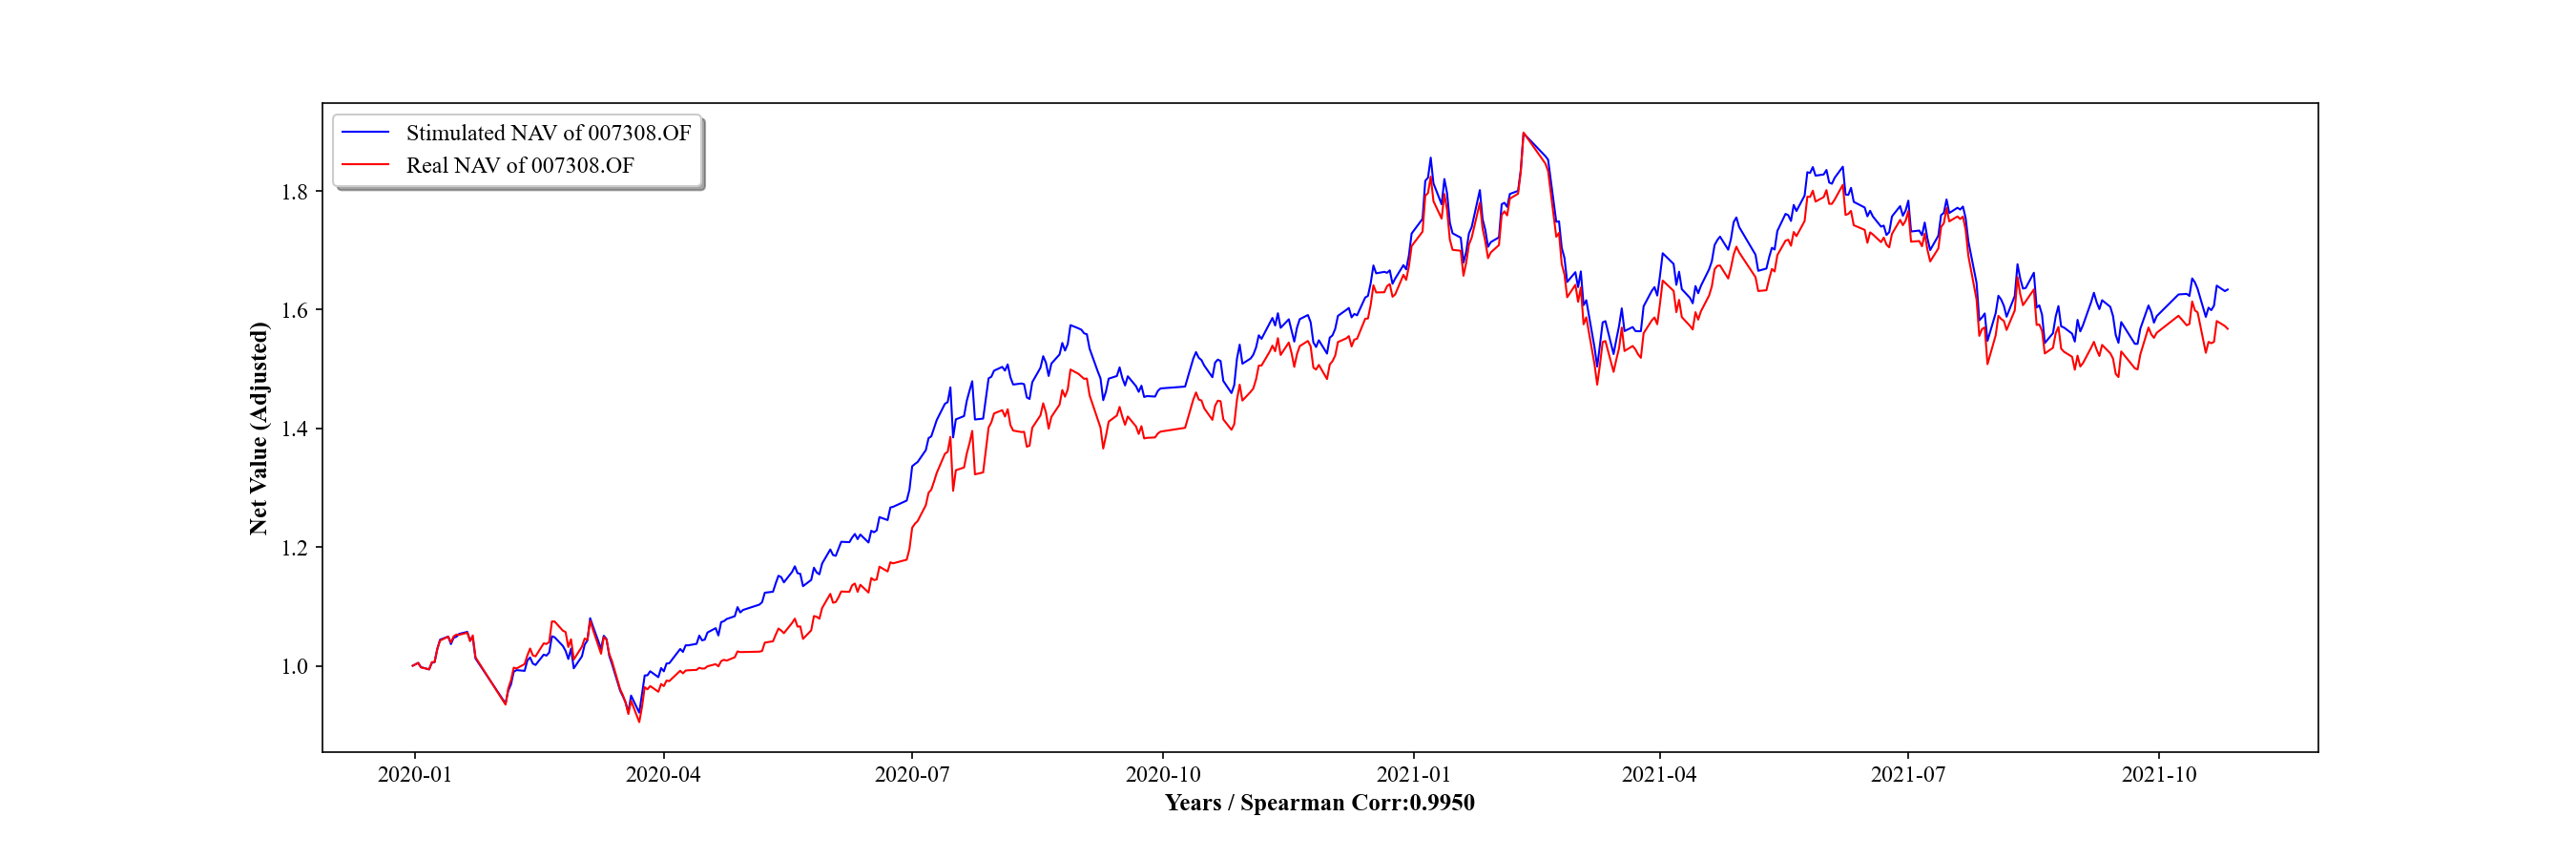 Stimulated NAV of 007308.OF
Real NAV of 007308.OF
Net Value (Adjusted)
1.8
1.6
1.4
1.2
1.0
2020-01 2020-04 2020-07 2020-10 2021-01 2021-04 2021-07 2021-10
Years / Spearman Corr:0.9950